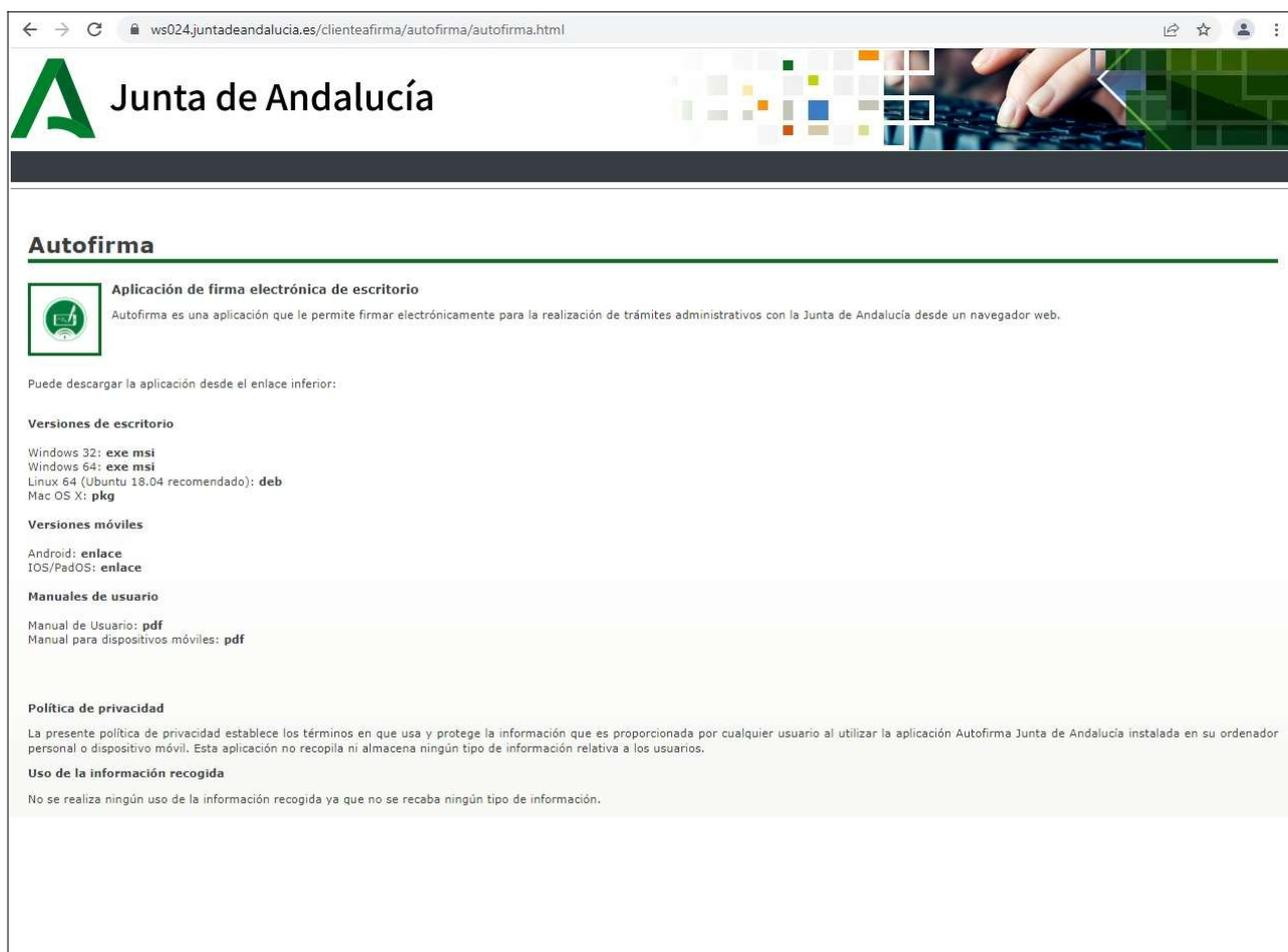 ws024.juntadeandalucia.es/clienteafirma/autofirma/autofirma.html
Junta de Andalucía
Autofirma
Aplicación de firma electrónica de escritorio
Autofirma es una aplicación que le permite firmar electrónicamente para la realización de trámites administrativos con la Junta de Andalucía desde un navegador web.
Puede descargar la aplicación desde el enlace inferior:
Versiones de escritorio
Windows 32: exe msi
Windows 64: exe msi
Linux 64 (Ubuntu 18.04 recomendado): deb
Mac OS X: pkg
Versiones móviles
Android: enlace
IOS/PadOS: enlace
Manuales de usuario
Manual de Usuario: pdf
Manual para dispositivos móviles: pdf
Política de privacidad
La presente política de privacidad establece los términos en que usa y protege la información que es proporcionada por cualquier usuario al utilizar la aplicación Autofirma Junta de Andalucía instalada en su ordenador
personal o dispositivo móvil. Esta aplicación no recopila ni almacena ningún tipo de información relativa a los usuarios.
Uso de la información recogida
No se realiza ningún uso de la información recogida ya que no se recaba ningún tipo de información.